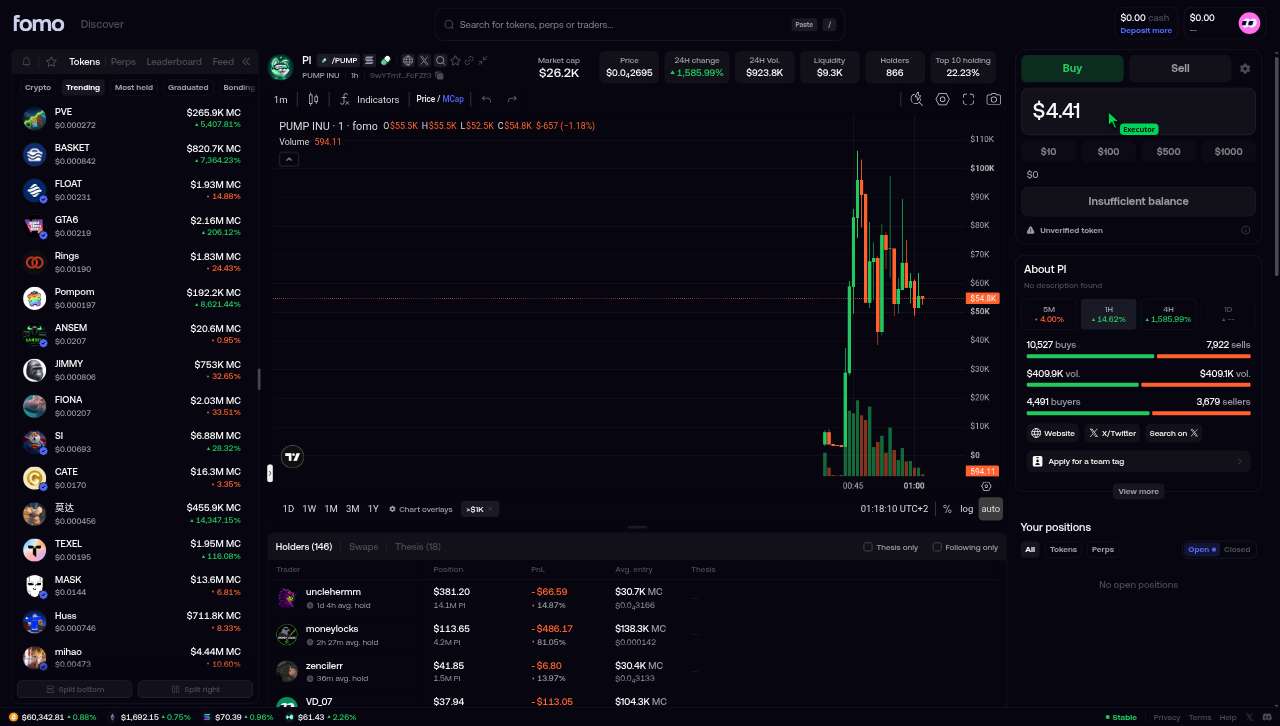 fomo Discover
Search for tokens, perps or traders... Paste /
$0.00 cash
Deposit more
$0.00
—
Tokens Perps Leaderboard Feed
Crypto Trending Most held Graduated Bonding
PVE $265.9K MC
$0.000272 5,407.81%
BASKET $820.7K MC
$0.000842 7,364.23%
FLOAT $1.93M MC
$0.00231 14.88%
GTA6 $2.16M MC
$0.00219 206.12%
Rings $1.83M MC
$0.00190 24.43%
Pompom $192.2K MC
$0.000197 8,621.44%
ANSEM $20.6M MC
$0.0207 0.95%
JIMMY $753K MC
$0.000806 32.65%
FIONA $2.03M MC
$0.00207 33.51%
SI $6.88M MC
$0.00693 28.32%
CATE $16.3M MC
$0.0170 3.35%
莫达 $455.9K MC
$0.000456 14,347.15%
TEXEL $1.95M MC
$0.00195 116.08%
MASK $13.6M MC
$0.0144 6.81%
Huss $711.8K MC
$0.000746 8.33%
mihao $4.44M MC
$0.00473 10.60%
Split bottom Split right
PI /PUMP
PUMP INU 1h
Market cap
$26.2K
Price
$0.0₄2695
24H change
1,585.99%
24H Vol.
$923.8K
Liquidity
$9.3K
Holders
866
Top 10 holding
22.23%
1m Indicators Price / MCap
PUMP INU · 1 · fomo O$55.5K H$55.5K L$52.5K C$54.8K $-657 (−1.18%)
Volume 594.11
$110K
$100K
$90K
$80K
$70K
$60K
$54.8K
$50K
$40K
$30K
$20K
$10K
$0
594.11
00:45 01:00
1D 1W 1M 3M 1Y Chart overlays >$1K
01:18:10 UTC+2 % log auto
Holders (146) Swaps Thesis (18) Thesis only Following only
Trader Position PnL Avg. entry Thesis
unclehermm $381.20 -$66.59 $30.7K MC
1d 4h avg. hold 14.1M PI 14.87% $0.0₄3166
moneylocks $113.65 -$486.17 $138.3K MC
2h 27m avg. hold 4.2M PI 81.05% $0.000142
zencilerr $41.85 -$6.80 $30.4K MC
36m avg. hold 1.5M PI 13.97% $0.0₄3133
VD_07 $37.94 -$113.05 $104.3K MC
Buy Sell
$4.41
Executor
$10 $100 $500 $1000
$0
Insufficient balance
Unverified token
About PI
No description found
5M 1H 4H 1D
4.00% 14.62% 1,585.99% --
10,527 buys 7,922 sells
$409.9K vol. $409.1K vol.
4,491 buyers 3,679 sellers
Website X/Twitter Search on X
Apply for a team tag
View more
Your positions
All Tokens Perps Open Closed
No open positions
$60,342.81 0.88% $1,692.15 0.75% $70.39 0.96% $61.43 2.26%
Stable Privacy Terms Help